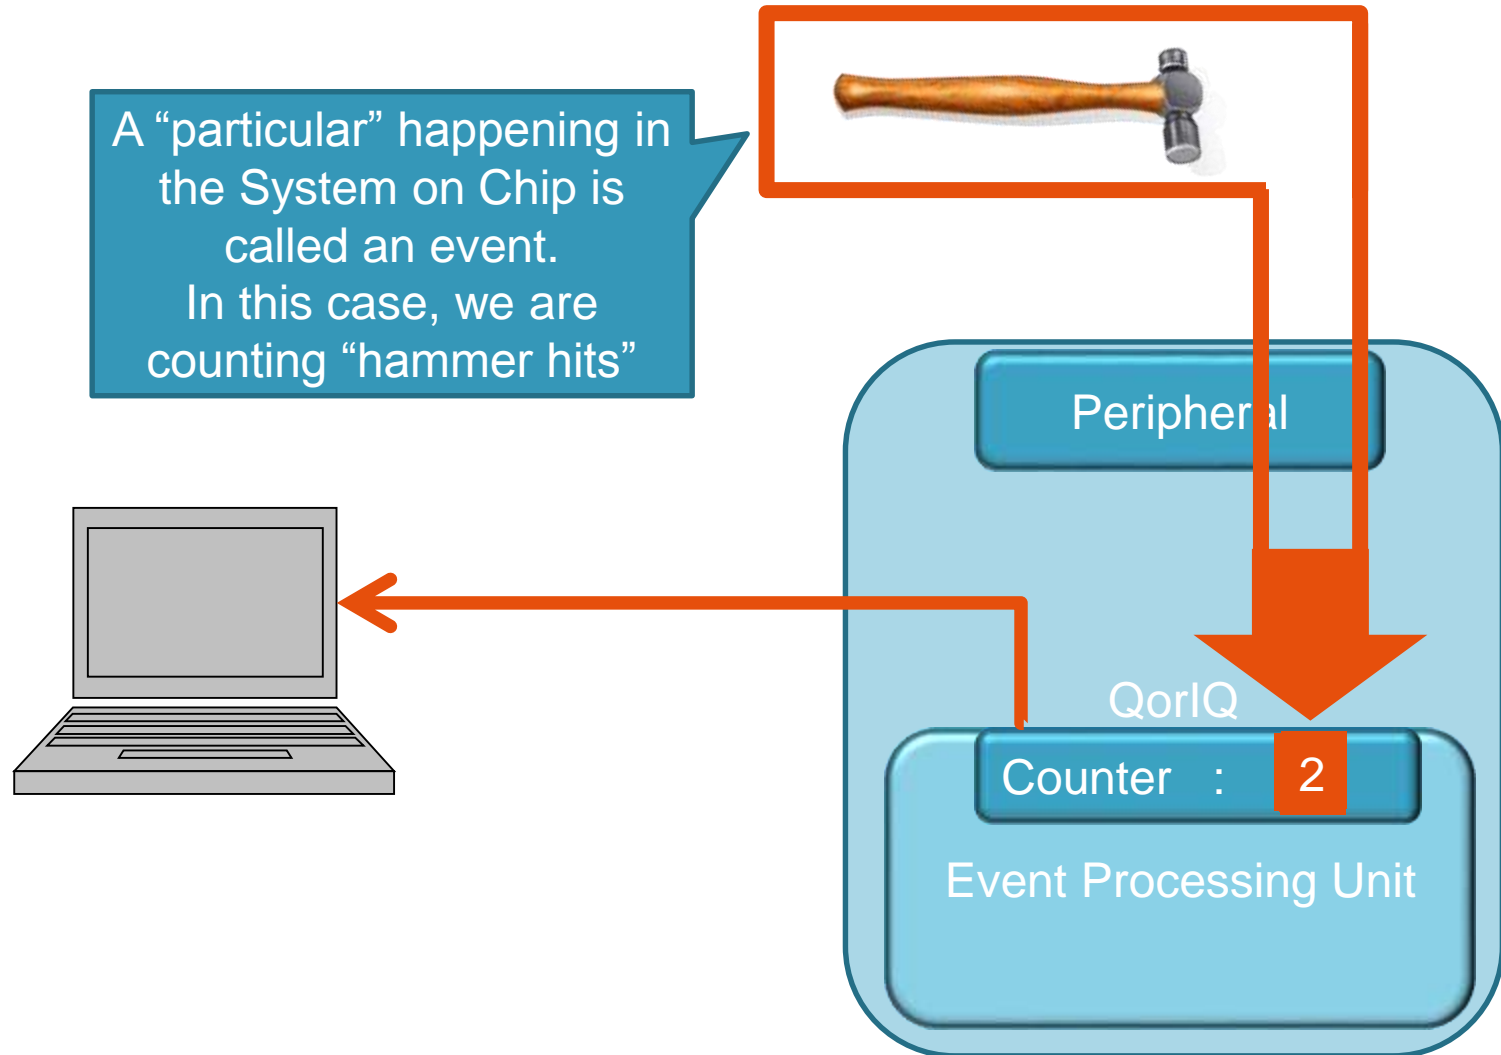 A “particular” happening in
the System on Chip is
called an event.
In this case, we are
counting “hammer hits”
Peripheral
QorIQ
Counter : 2
Event Processing Unit